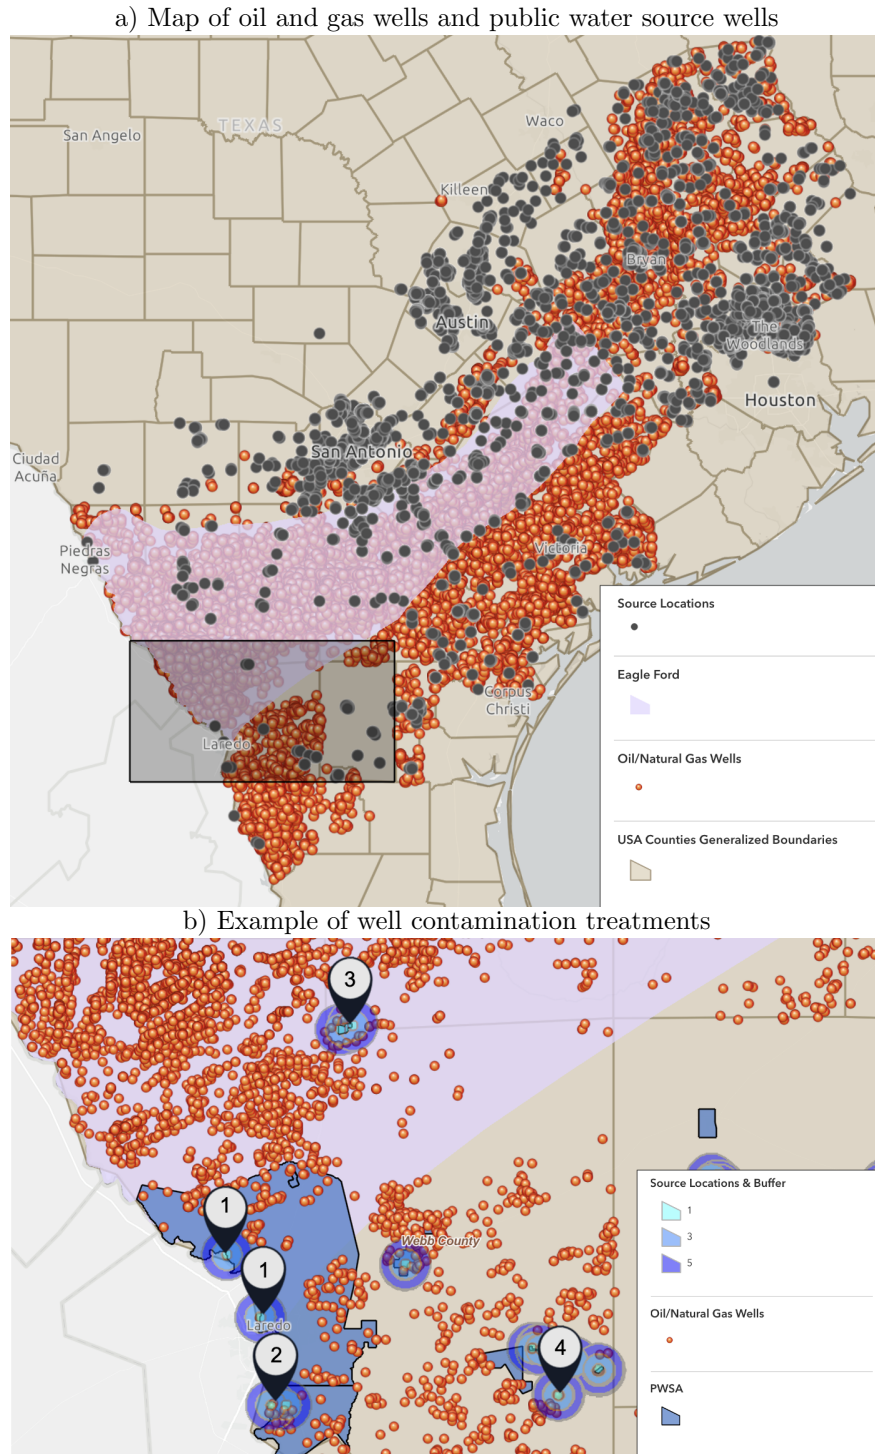 a) Map of oil and gas wells and public water source wells
San Angelo
TEXAS
Waco
Killeen
Bryan
Austin
The
Woodlands
Houston
San Antonio
Ciudad
Acuña
Piedras
Negras
Victoria
Corpus
Christi
Laredo
Source Locations
Eagle Ford
Oil/Natural Gas Wells
USA Counties Generalized Boundaries
b) Example of well contamination treatments
3
1
Webb County
1
Laredo
2
4
Source Locations & Buffer
1
3
5
Oil/Natural Gas Wells
PWSA